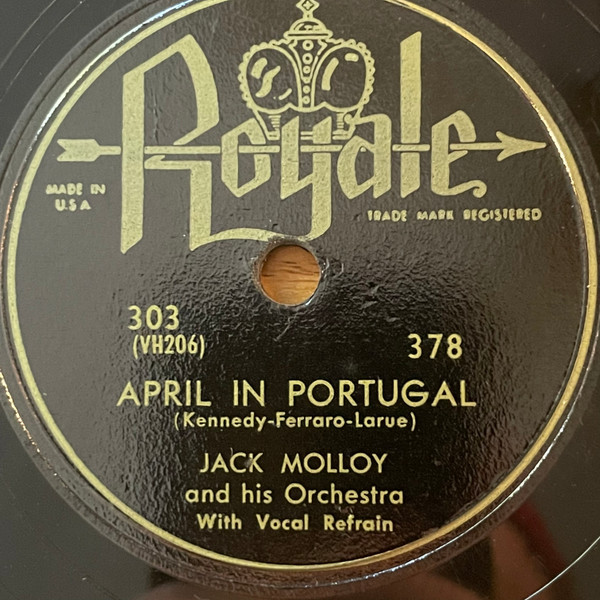 Royale
MADE IN
U.S A
TRADE MARK REGISTERED
303
(VH206)
378
APRIL IN PORTUGAL
(Kennedy-Ferraro-Larue)
JACK MOLLOY
and his Orchestra
With Vocal Refrain